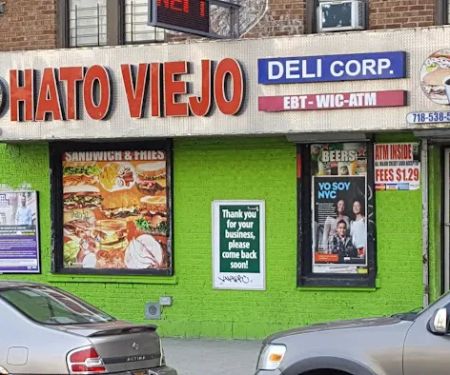 HATO VIEJO
DELI CORP.
EBT - WIC - ATM
718-538-5
SANDWICH & FRIES
Thank you
for your
business,
please
come back
soon!
BEERS
YO SOY
NYC
ATM INSIDE
FEES $1.29